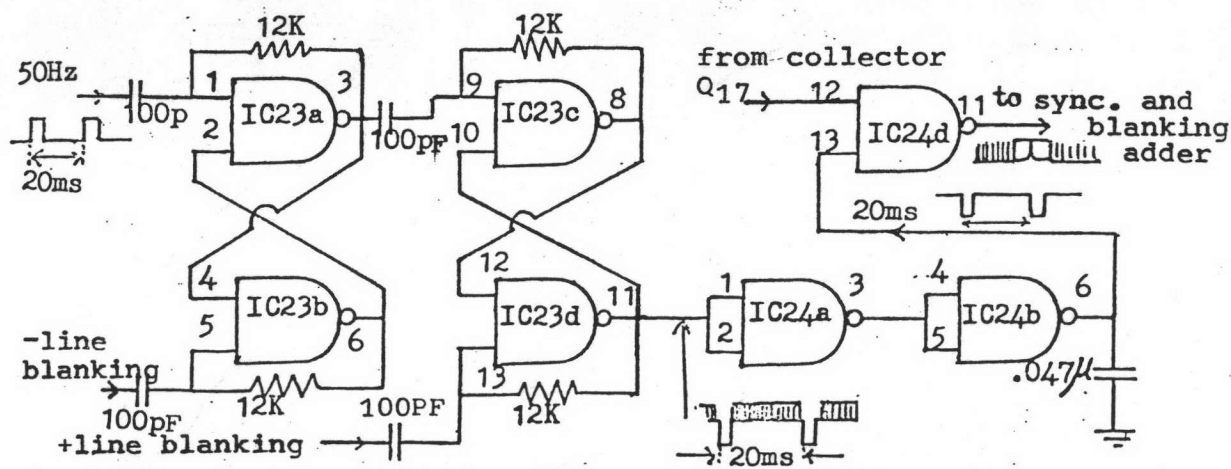 12K
12K
50Hz
1
3
00p
IC23a
2
20ms
100pF
9
8
IC23c
10
from collector
Q17
12
11
IC24d
13
to sync. and
blanking
adder
20ms
4
5
IC23b
6
-line
blanking
100pF
12K
12
11
IC23d
13
12K
100PF
+line blanking
1
2
3
IC24a
4
5
6
IC24b
.047μ
20ms